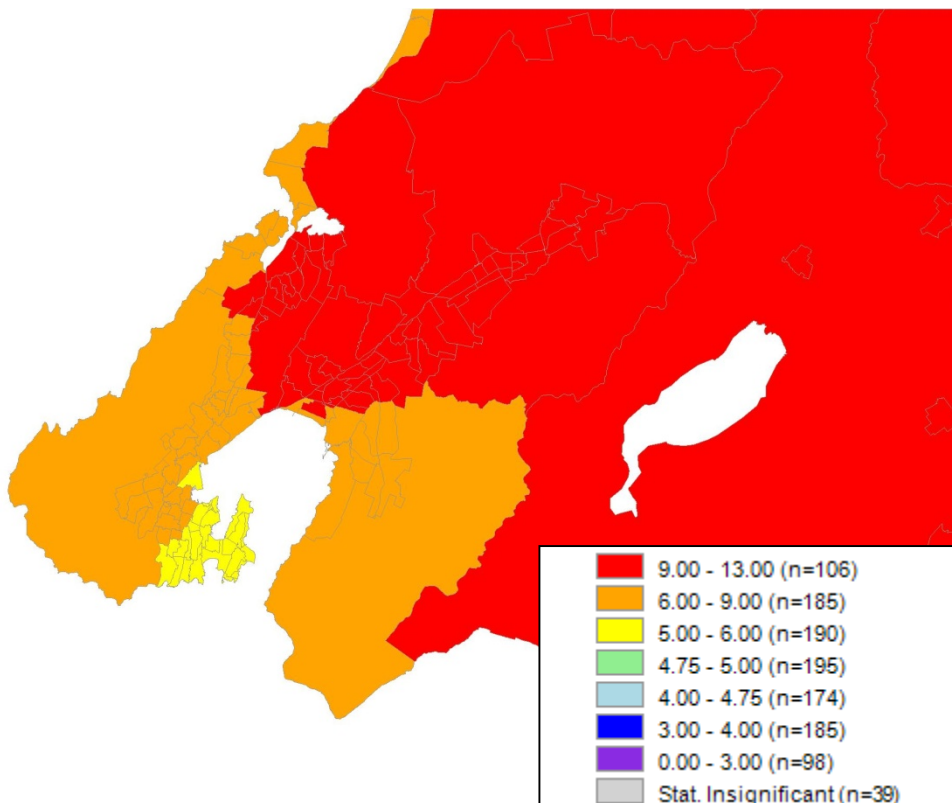 9.00 - 13.00 (n=106)
6.00 - 9.00 (n=185)
5.00 - 6.00 (n=190)
4.75 - 5.00 (n=195)
4.00 - 4.75 (n=174)
3.00 - 4.00 (n=185)
0.00 - 3.00 (n=98)
Stat. Insignificant (n=39)